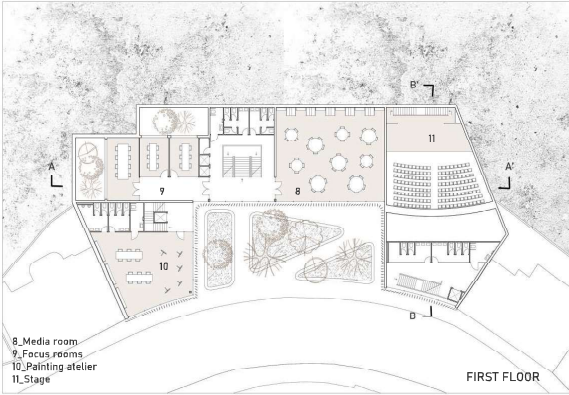 B'
11
A
A'
9
8
10
B
8_Media room
9_Focus rooms
10_Painting atelier
11_Stage
FIRST FLOOR